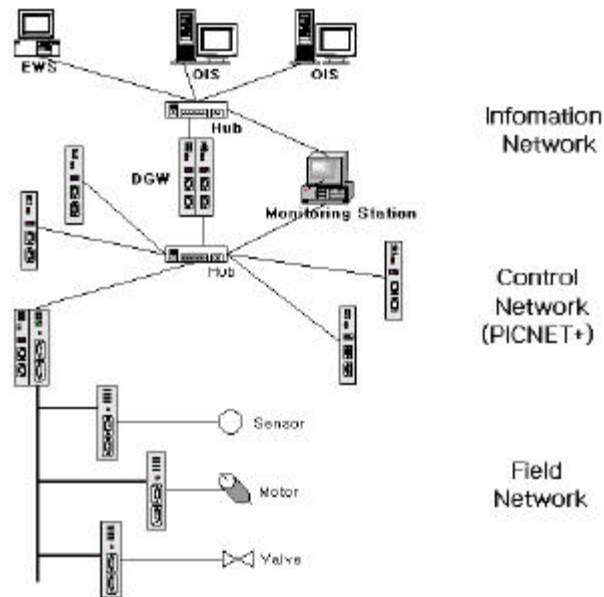 EWS
OIS
OIS
Hub
Infomation
Network
DGW
Monitoring Station
Hub
Control
Network
(PICNET+)
Sensor
Motor
Field
Network
Valve